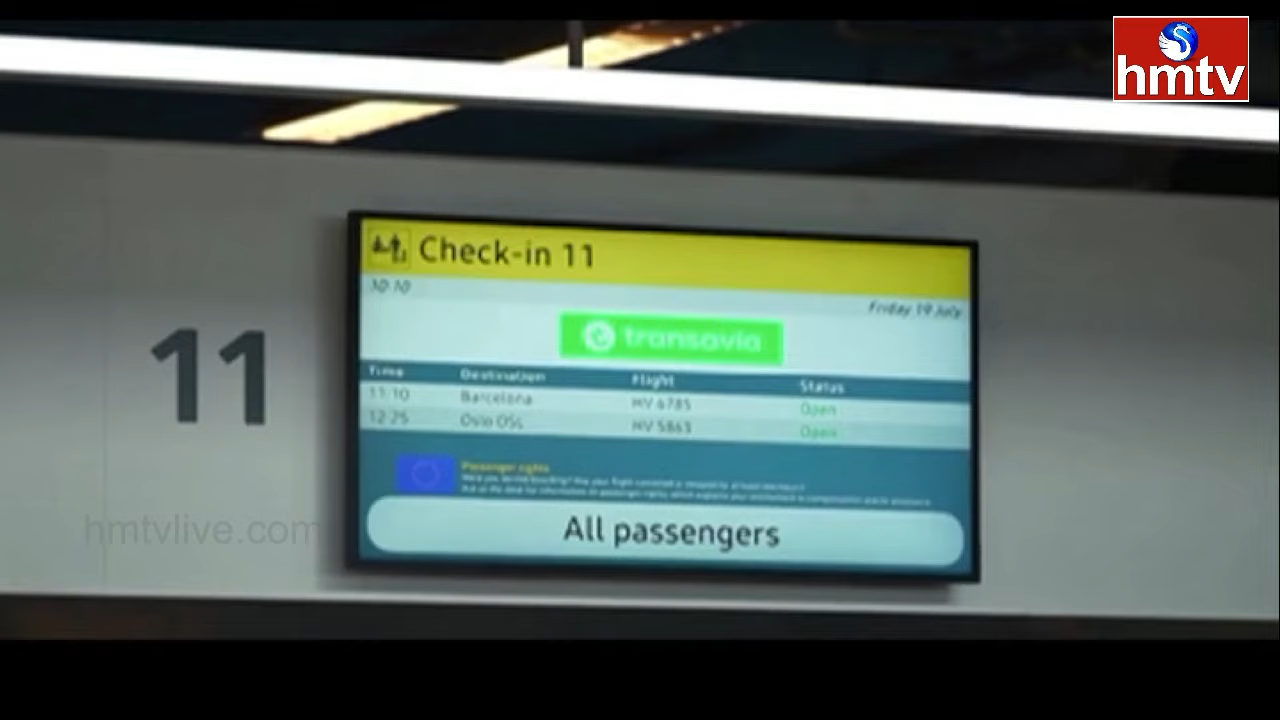 hmtv
Check-in 11
10:10
Friday 19 July
transavia
11
Time Destination Flight Status
11:10 Barcelona HV 6785 Open
12:25 Oslo OSL HV 5863 Open
Passenger rights
hmtvlive.com
All passengers